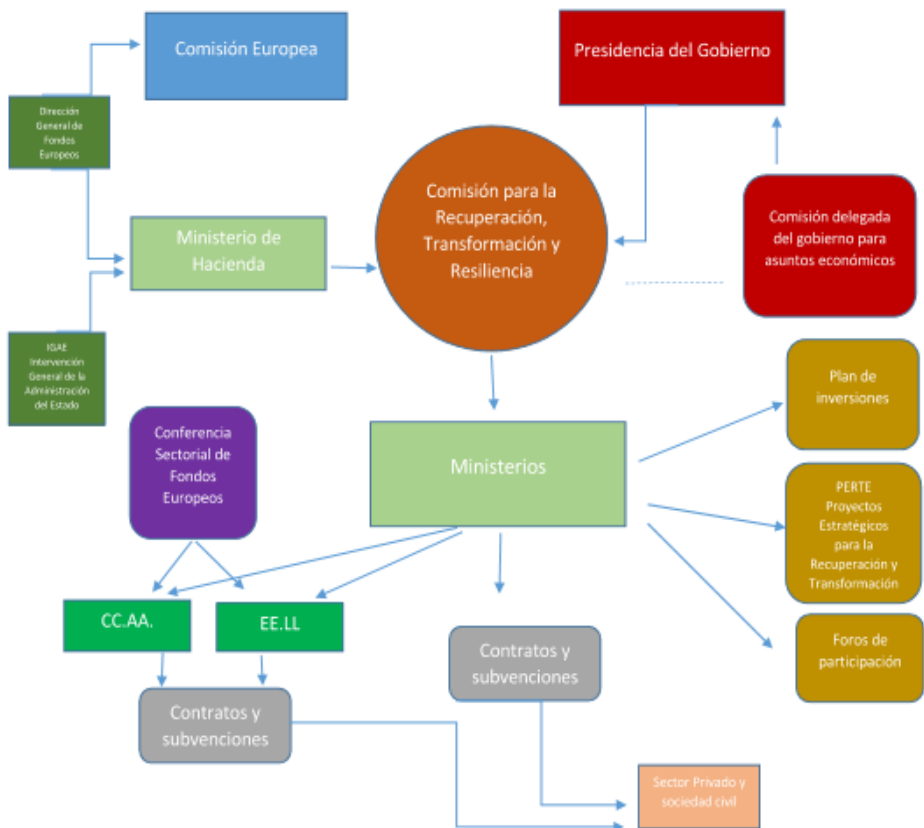 Comisión Europea
Presidencia del Gobierno
Dirección
General de
Fondos
Europeos
Comisión para la
Recuperación,
Transformación y
Resiliencia
Comisión delegada
del gobierno para
asuntos económicos
Ministerio de
Hacienda
IGAE
Intervención
General de la
Administración
del Estado
Plan de
inversiones
Conferencia
Sectorial de
Fondos
Europeos
Ministerios
PERTE
Proyectos
Estratégicos
para la
Recuperación y
Transformación
CC.AA.
EE.LL
Contratos y
subvenciones
Foros de
participación
Contratos y
subvenciones
Sector Privado y
sociedad civil